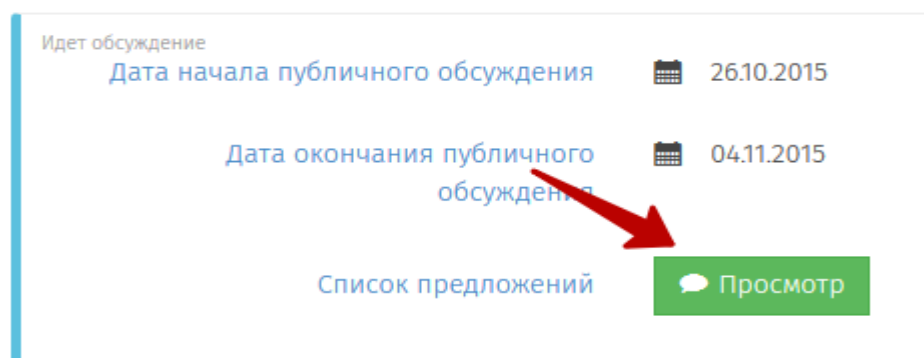 Идет обсуждение
Дата начала публичного обсуждения 26.10.2015
Дата окончания публичного 04.11.2015
обсуждения
Список предложений Просмотр